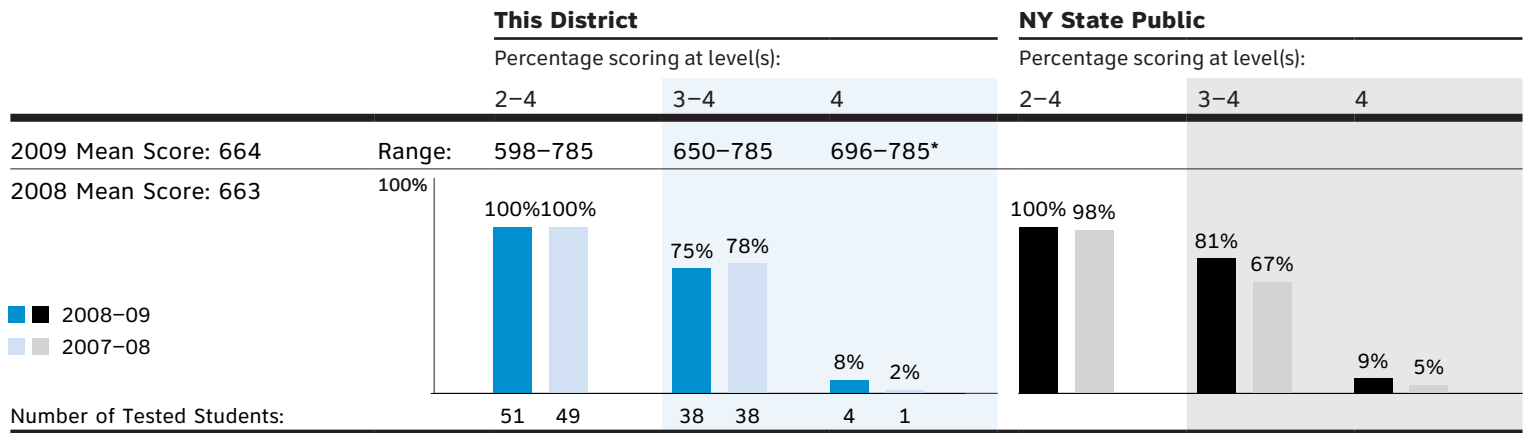 This District NY State Public
Percentage scoring at level(s): Percentage scoring at level(s):
2–4 3–4 4 2–4 3–4 4
2009 Mean Score: 664 Range: 598–785 650–785 696–785*
2008 Mean Score: 663 100%
100% 100% 100% 98%
75% 78% 81% 67%
8% 2% 9% 5%
2008–09
2007–08
Number of Tested Students: 51 49 38 38 4 1